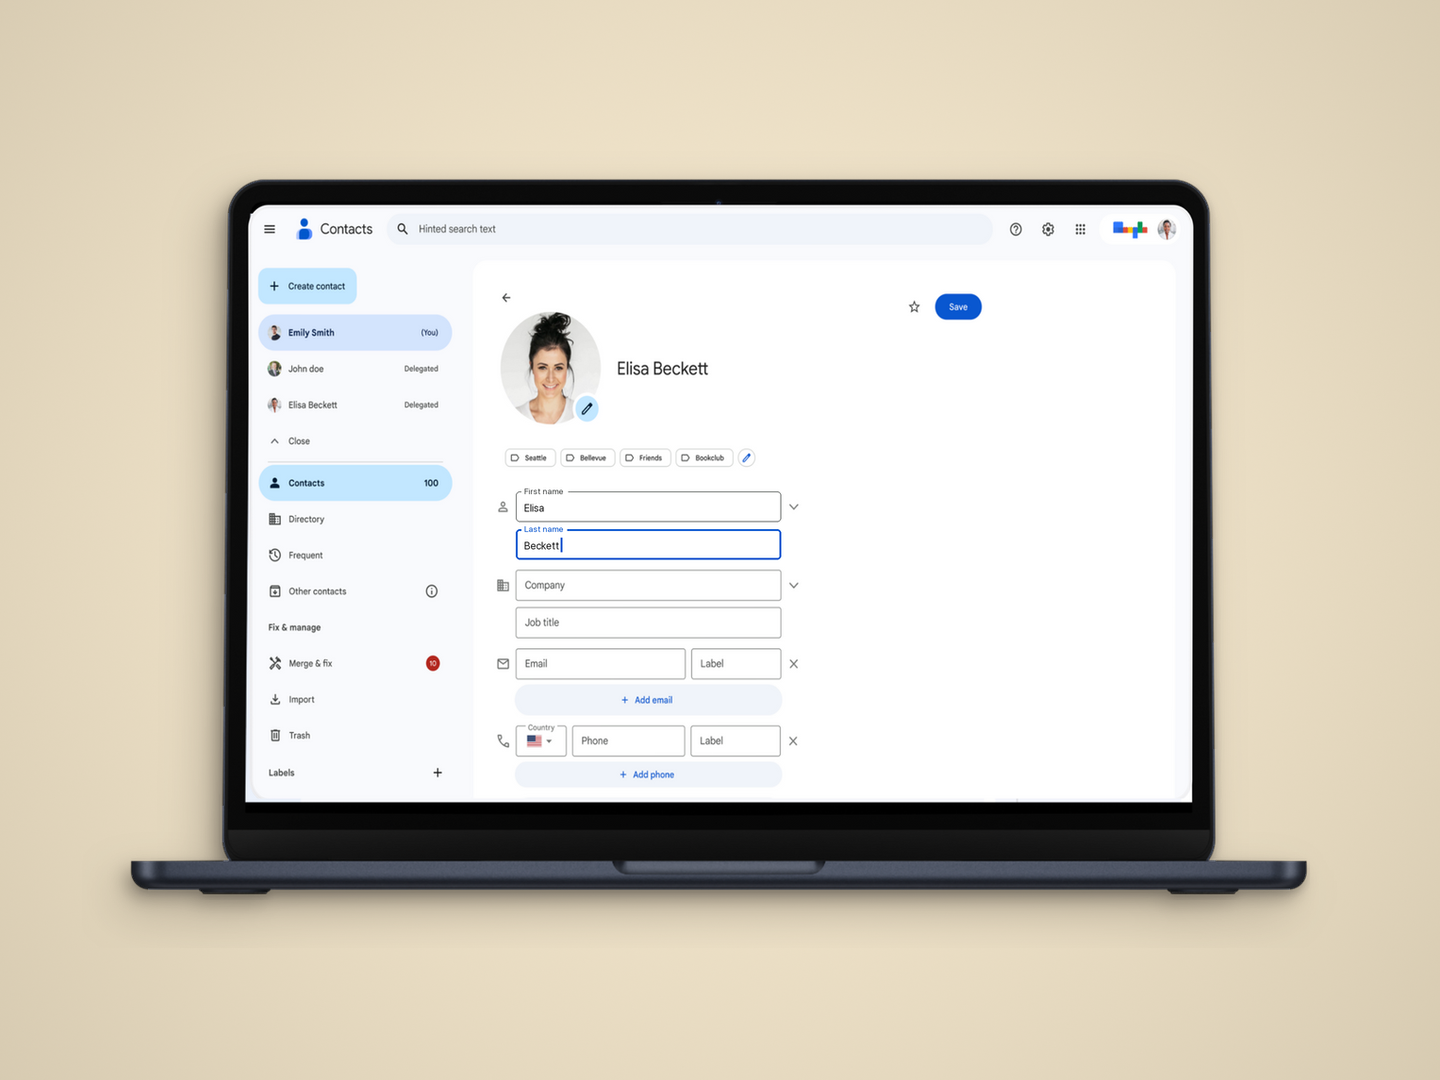 Contacts
Hinted search text
Create contact
Save
Emily Smith (You)
John doe Delegated
Elisa Beckett
Elisa Beckett Delegated
Close
Seattle Bellevue Friends Bookclub
Contacts 100
First name
Elisa
Directory
Last name
Beckett
Frequent
Company
Other contacts
Job title
Fix & manage
Merge & fix 10
Email Label
Import
Add email
Country
Trash
Phone Label
Labels
Add phone